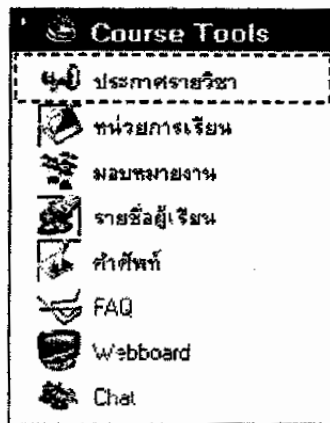 Course Tools
ประกาศรายวิชา
หน่วยการเรียน
มอบหมายงาน
รายชื่อผู้เรียน
คำศัพท์
FAQ
Webboard
Chat